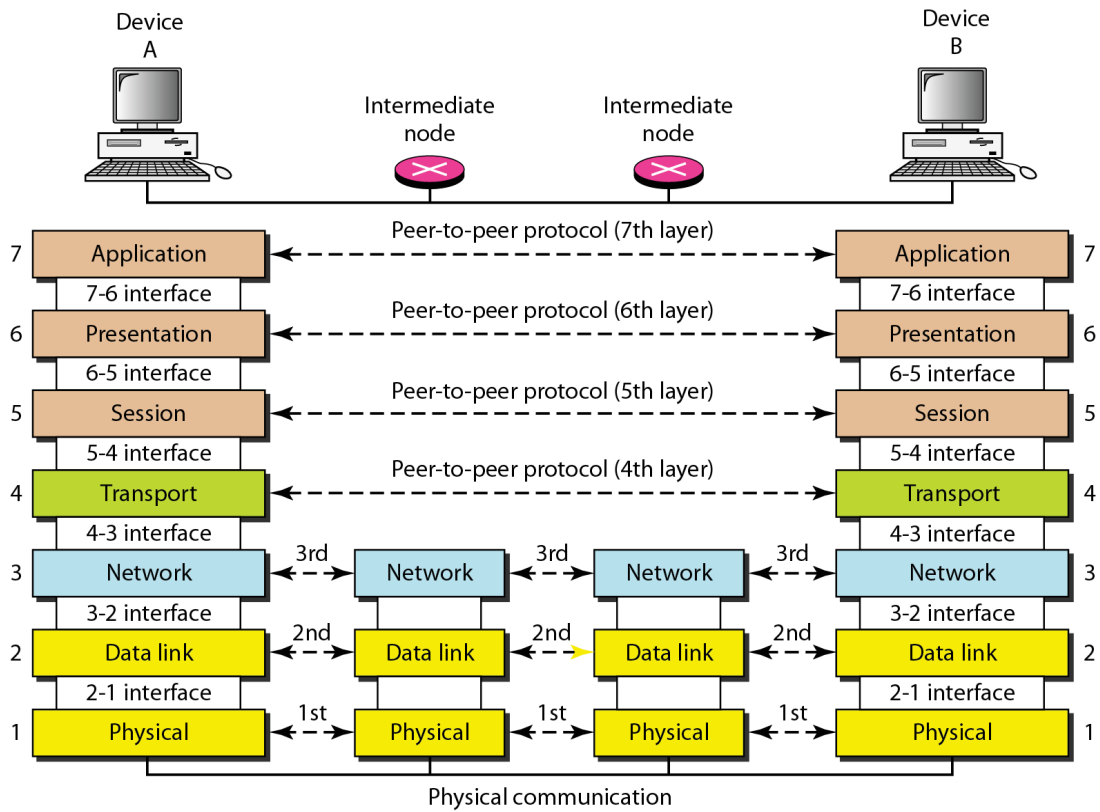 Device
A
Device
B
Intermediate
node
Intermediate
node
Peer-to-peer protocol (7th layer)
7 Application Application 7
7-6 interface 7-6 interface
Peer-to-peer protocol (6th layer)
6 Presentation Presentation 6
6-5 interface 6-5 interface
Peer-to-peer protocol (5th layer)
5 Session Session 5
5-4 interface 5-4 interface
Peer-to-peer protocol (4th layer)
4 Transport Transport 4
4-3 interface 4-3 interface
3rd 3rd 3rd
3 Network Network Network Network 3
3-2 interface 3-2 interface
2nd 2nd 2nd
2 Data link Data link Data link Data link 2
2-1 interface 2-1 interface
1st 1st 1st
1 Physical Physical Physical Physical 1
Physical communication